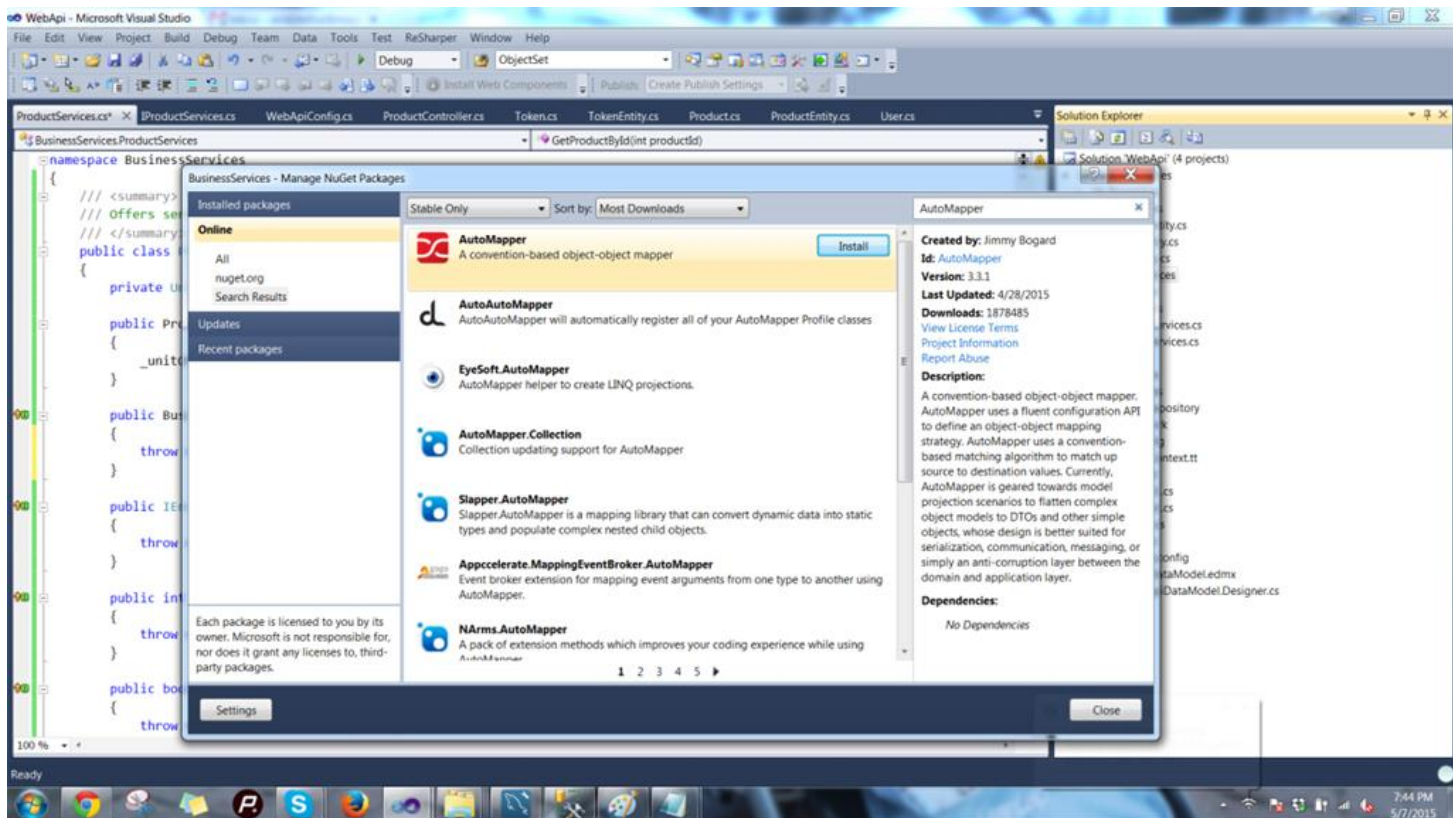 WebApi - Microsoft Visual Studio
File Edit View Project Build Debug Team Data Tools Test ReSharper Window Help
Debug ObjectSet
Install Web Components Publish: Create Publish Settings
ProductServices.cs* IProductServices.cs WebApiConfig.cs ProductController.cs Token.cs TokenEntity.cs Product.cs ProductEntity.cs User.cs
Solution Explorer
BusinessServices.ProductServices GetProductById(int productId)
Solution 'WebApi' (4 projects)
namespace BusinessServices
{
/// <summary>
/// Offers ser
/// </summary>
public class
{
private U
public Pro
{
_unitO
}
public Bus
{
throw
}
public IEn
{
throw
}
public int
{
throw
}
public boo
{
throw
100 %
BusinessServices - Manage NuGet Packages
Installed packages
Online
All
nuget.org
Search Results
Updates
Recent packages
Each package is licensed to you by its
owner. Microsoft is not responsible for,
nor does it grant any licenses to, third-
party packages.
Settings
Stable Only Sort by: Most Downloads
AutoMapper
A convention-based object-object mapper
Install
AutoAutoMapper
AutoAutoMapper will automatically register all of your AutoMapper Profile classes
EyeSoft.AutoMapper
AutoMapper helper to create LINQ projections.
AutoMapper.Collection
Collection updating support for AutoMapper
Slapper.AutoMapper
Slapper.AutoMapper is a mapping library that can convert dynamic data into static
types and populate complex nested child objects.
Appccelerate.MappingEventBroker.AutoMapper
Event broker extension for mapping event arguments from one type to another using
AutoMapper.
NArms.AutoMapper
A pack of extension methods which improves your coding experience while using
AutoMapper
1 2 3 4 5
AutoMapper
Created by: Jimmy Bogard
Id: AutoMapper
Version: 3.3.1
Last Updated: 4/28/2015
Downloads: 1878485
View License Terms
Project Information
Report Abuse
Description:
A convention-based object-object mapper.
AutoMapper uses a fluent configuration API
to define an object-object mapping
strategy. AutoMapper uses a convention-
based matching algorithm to match up
source to destination values. Currently,
AutoMapper is geared towards model
projection scenarios to flatten complex
object models to DTOs and other simple
objects, whose design is better suited for
serialization, communication, messaging, or
simply an anti-corruption layer between the
domain and application layer.
Dependencies:
No Dependencies
Close
es
ity.cs
y.cs
cs
ces
rvices.cs
rvices.cs
pository
k
g
ntext.tt
.cs
.cs
s
onfig
taModel.edmx
iDataModel.Designer.cs
Ready
7:44 PM
5/7/2015